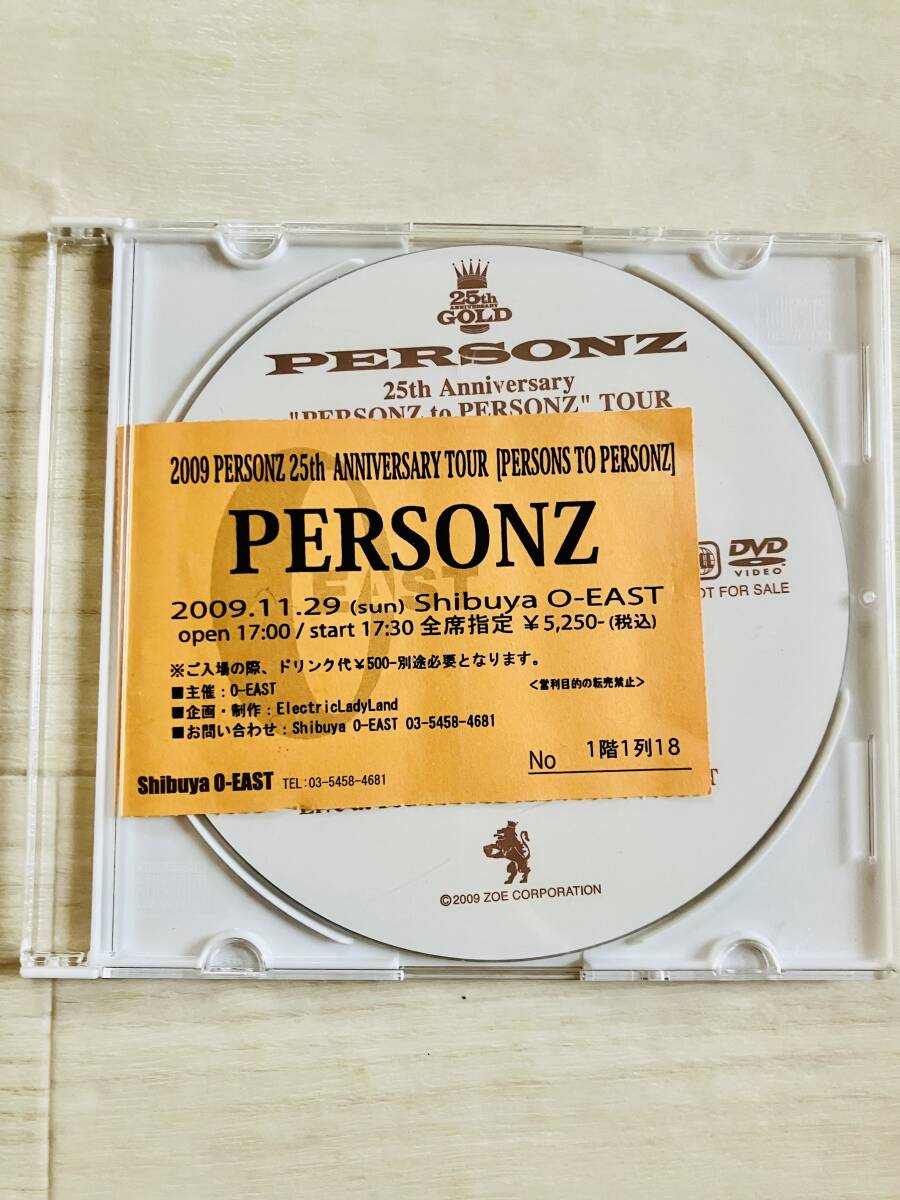 25th
ANNIVERSARY
GOLD
PERSONZ
25th Anniversary
"PERSONZ to PERSONZ" TOUR
DVD
VIDEO
NOT FOR SALE
2009 PERSONZ 25th ANNIVERSARY TOUR [PERSONS TO PERSONZ]
PERSONZ
O
EAST
2009.11.29 (sun) Shibuya O-EAST
open 17:00 / start 17:30 全席指定 ¥5,250-(税込)
※ご入場の際、ドリンク代¥500-別途必要となります。
■主催:O-EAST
■企画・制作:ElectricLadyLand
<営利目的の転売禁止>
■お問い合わせ:Shibuya O-EAST 03-5458-4681
No 1階1列18
Shibuya O-EAST TEL:03-5458-4681
©2009 ZOE CORPORATION